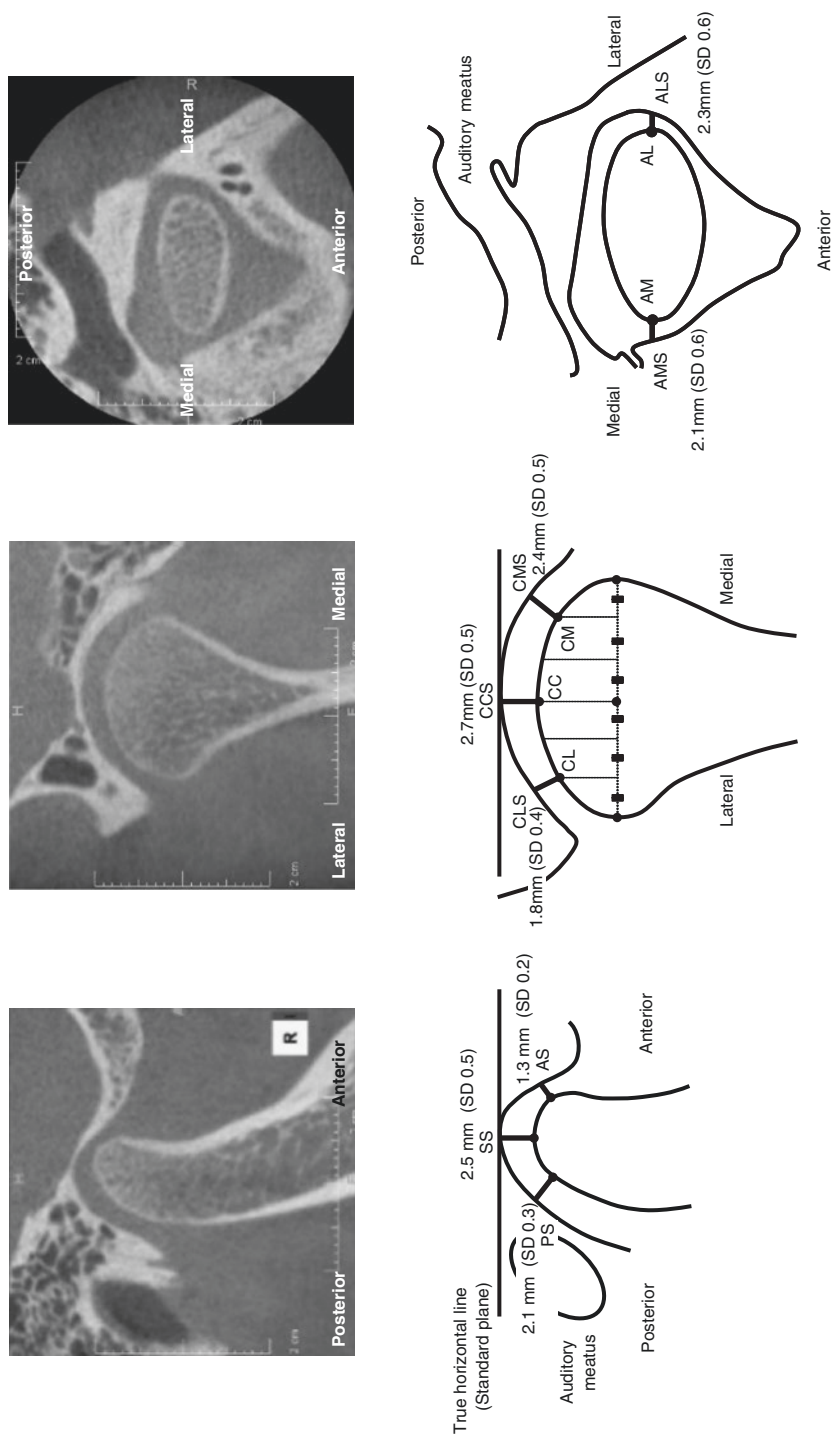 H
R
Posterior
Anterior
2 cm
H
Lateral
Medial
2 cm
Posterior
R
Lateral
2 cm
Medial
Anterior
True horizontal line
(Standard plane)
2.5 mm (SD 0.5)
SS
1.3 mm (SD 0.2)
AS
2.1 mm (SD 0.3)
PS
Auditory
meatus
Posterior
Anterior
2.7mm (SD 0.5)
CCS
CLS
1.8mm (SD 0.4)
CMS
2.4mm (SD 0.5)
CL
CC
CM
Lateral
Medial
Posterior
Auditory meatus
Lateral
Medial
AMS
2.1mm (SD 0.6)
AM
AL
ALS
2.3mm (SD 0.6)
Anterior